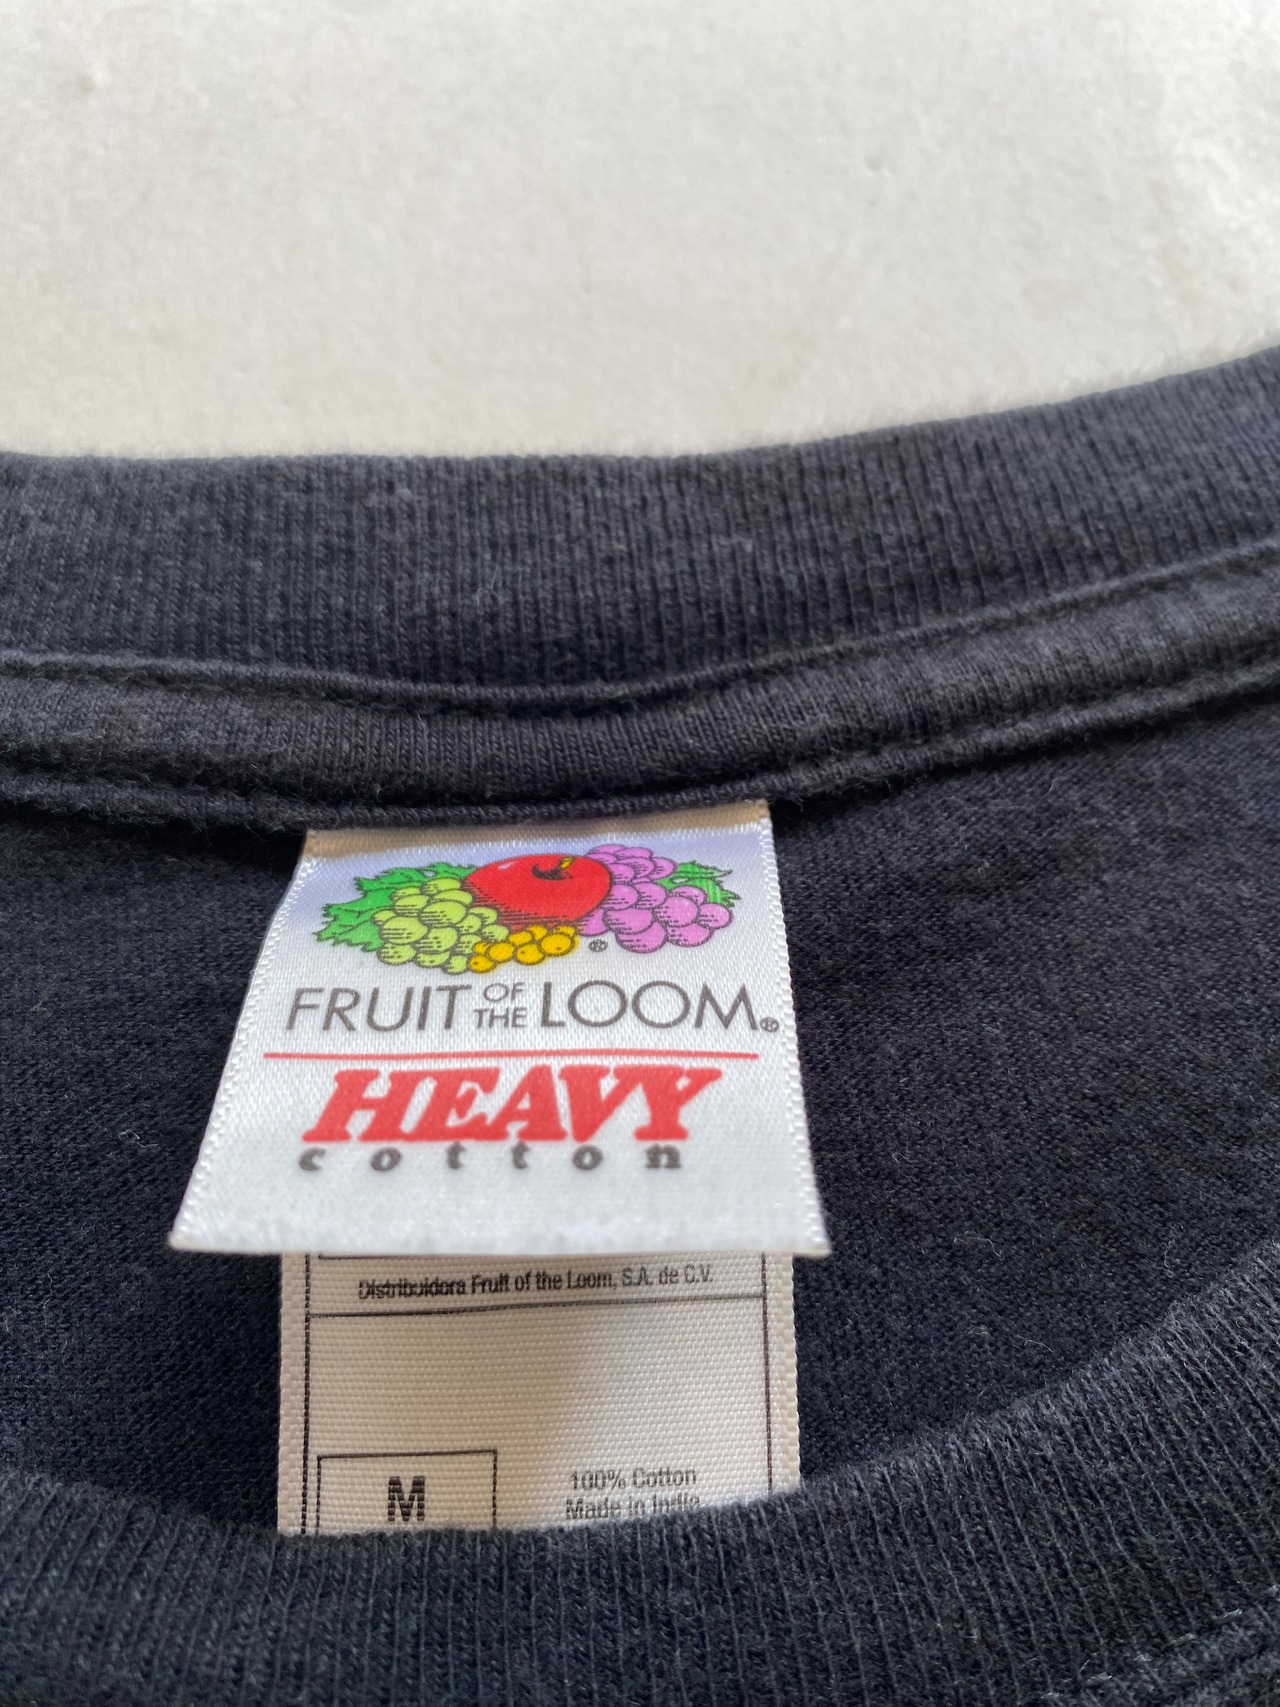 ®
FRUIT OF THE LOOM®
HEAVY
cotton
Distribuidora Fruit of the Loom, S.A. de C.V.
M
100% Cotton
Made in India